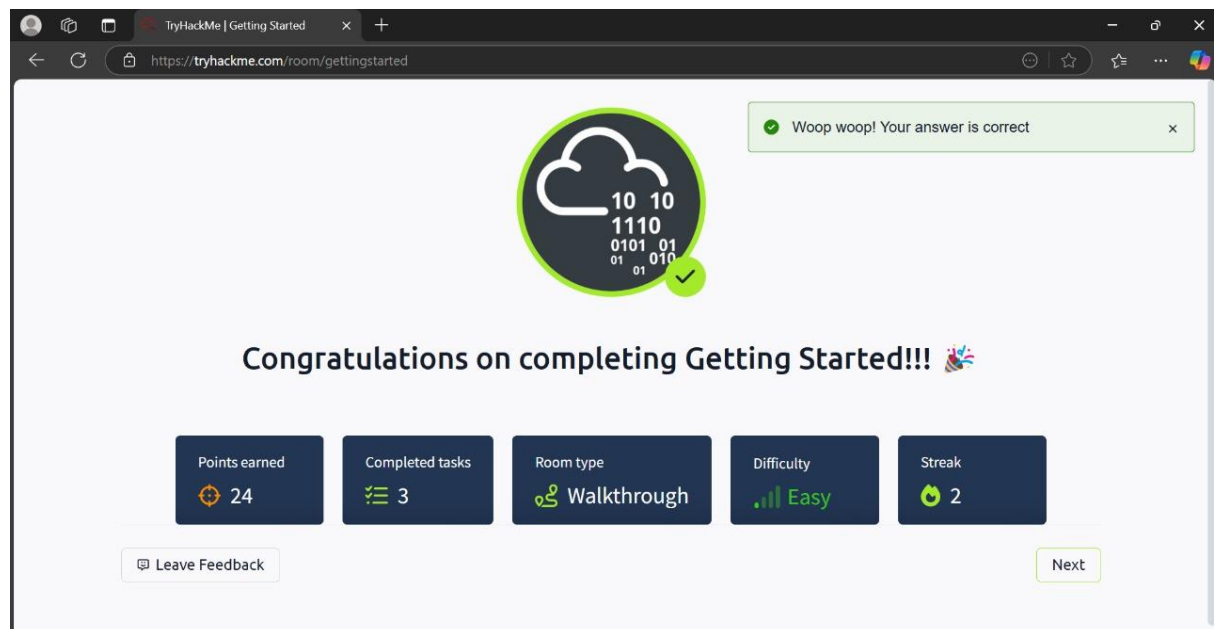 TryHackMe | Getting Started
https://tryhackme.com/room/gettingstarted
Woop woop! Your answer is correct
10 10
1110
0101 01
01 010
01
Congratulations on completing Getting Started!!! 🎉
Points earned
24
Completed tasks
3
Room type
Walkthrough
Difficulty
Easy
Streak
2
Leave Feedback
Next